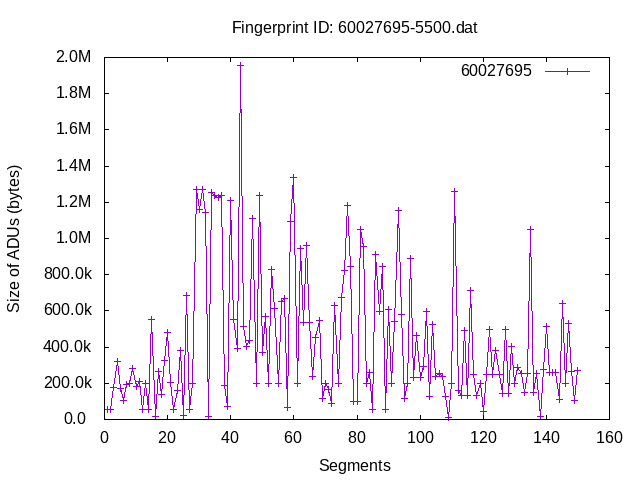 Fingerprint ID: 60027695-5500.dat
60027695
Size of ADUs (bytes)
2.0M
1.8M
1.6M
1.4M
1.2M
1.0M
800.0k
600.0k
400.0k
200.0k
0.0
0 20 40 60 80 100 120 140 160
Segments